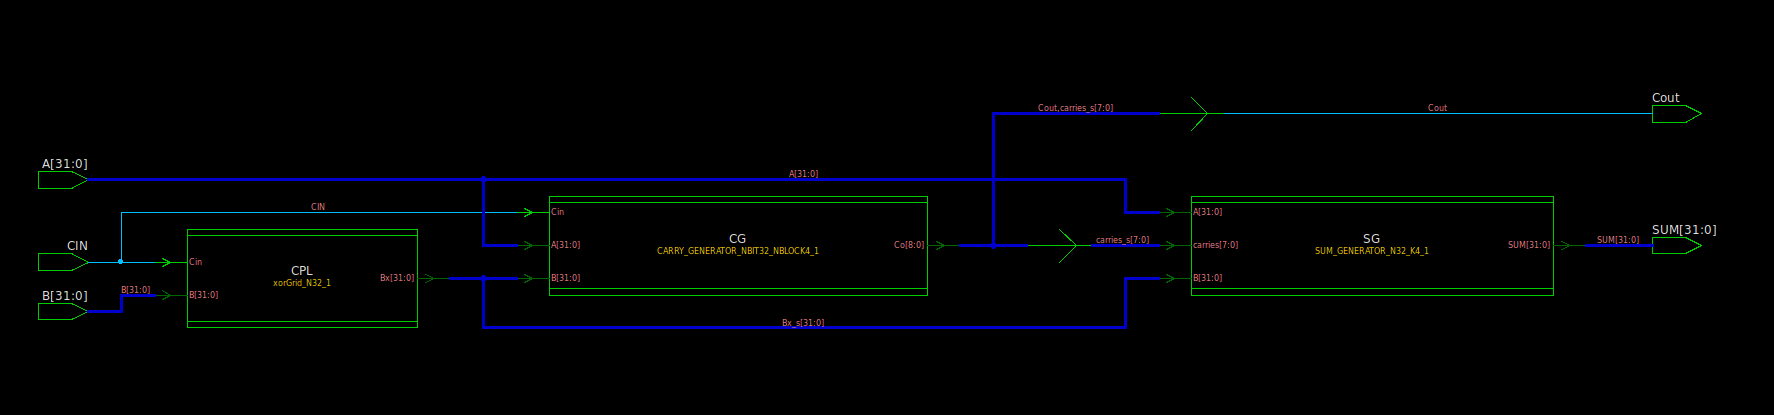 Cout
Cout,carries_s[7:0]
Cout
A[31:0]
A[31:0]
CIN
Cin
A[31:0]
SUM[31:0]
CIN
CG
SG
carries_s[7:0]
SUM[31:0]
A[31:0]
Co[8:0]
carries[7:0]
SUM[31:0]
CARRY_GENERATOR_NBIT32_NBLOCK4_1
SUM_GENERATOR_N32_K4_1
Cin
CPL
xorGrid_N32_1
Bx[31:0]
B[31:0]
B[31:0]
B[31:0]
B[31:0]
B[31:0]
Bx_s[31:0]